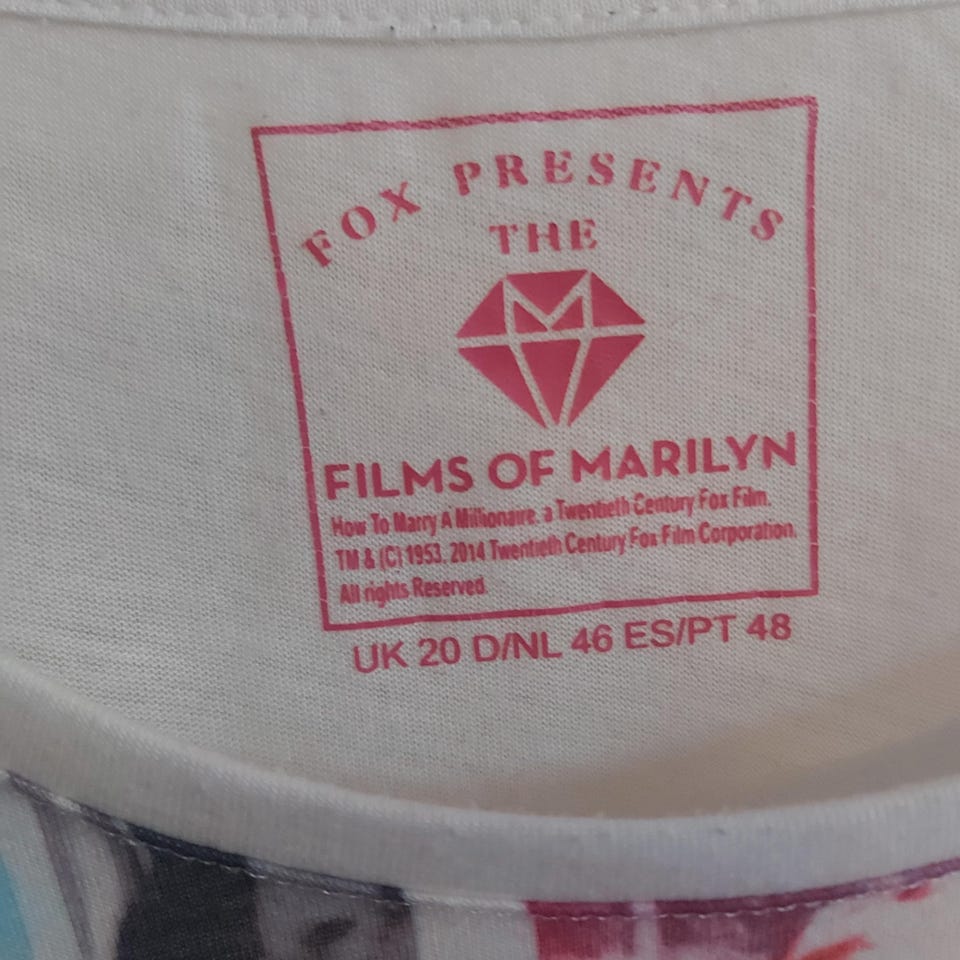 FOX PRESENTS
THE
M
FILMS OF MARILYN
How To Marry A Millionaire, a Twentieth Century Fox Film.
TM & (C) 1953, 2014 Twentieth Century Fox Film Corporation.
All rights Reserved.
UK 20 D/NL 46 ES/PT 48